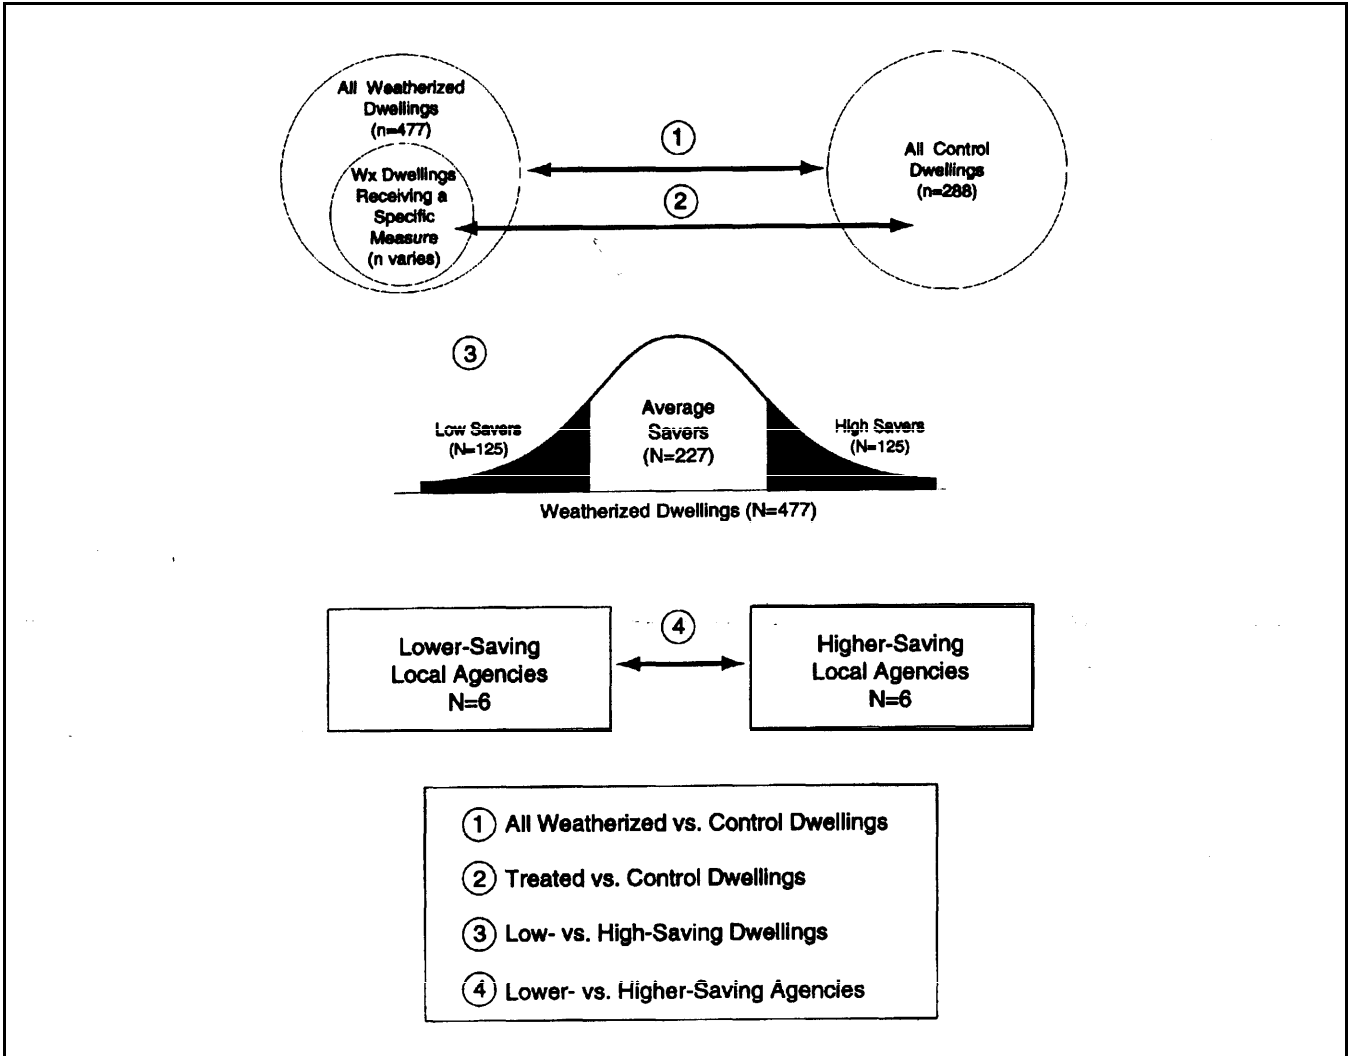 All Weatherized
Dwellings
(n=477)
Wx Dwellings
Receiving a
Specific
Measure
(n varies)
1
2
All Control
Dwellings
(n=288)
3
Low Savers
(N=125)
Average
Savers
(N=227)
High Savers
(N=125)
Weatherized Dwellings (N=477)
Lower-Saving
Local Agencies
N=6
4
Higher-Saving
Local Agencies
N=6
1 All Weatherized vs. Control Dwellings
2 Treated vs. Control Dwellings
3 Low- vs. High-Saving Dwellings
4 Lower- vs. Higher-Saving Agencies